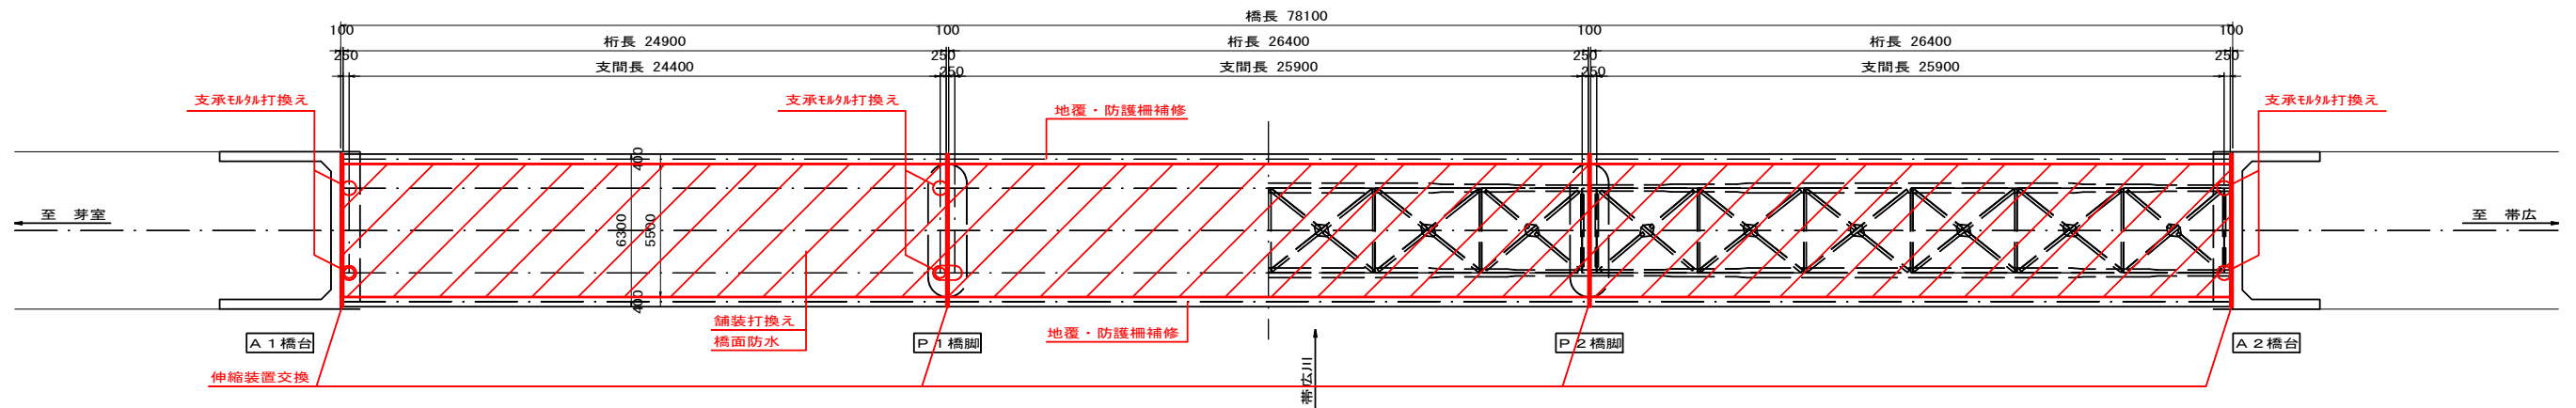 橋長 78100
100
100
100
100
桁長 24900
桁長 26400
桁長 26400
250
250
250
250
支間長 24400
支間長 25900
支間長 25900
250
250
支承ﾓﾙﾀﾙ打換え
支承ﾓﾙﾀﾙ打換え
地覆・防護柵補修
支承ﾓﾙﾀﾙ打換え
400
至 芽室
6300
5500
至 帯広
400
舗装打換え
橋面防水
地覆・防護柵補修
A1橋台
P1橋脚
P2橋脚
A2橋台
伸縮装置交換
帯広川